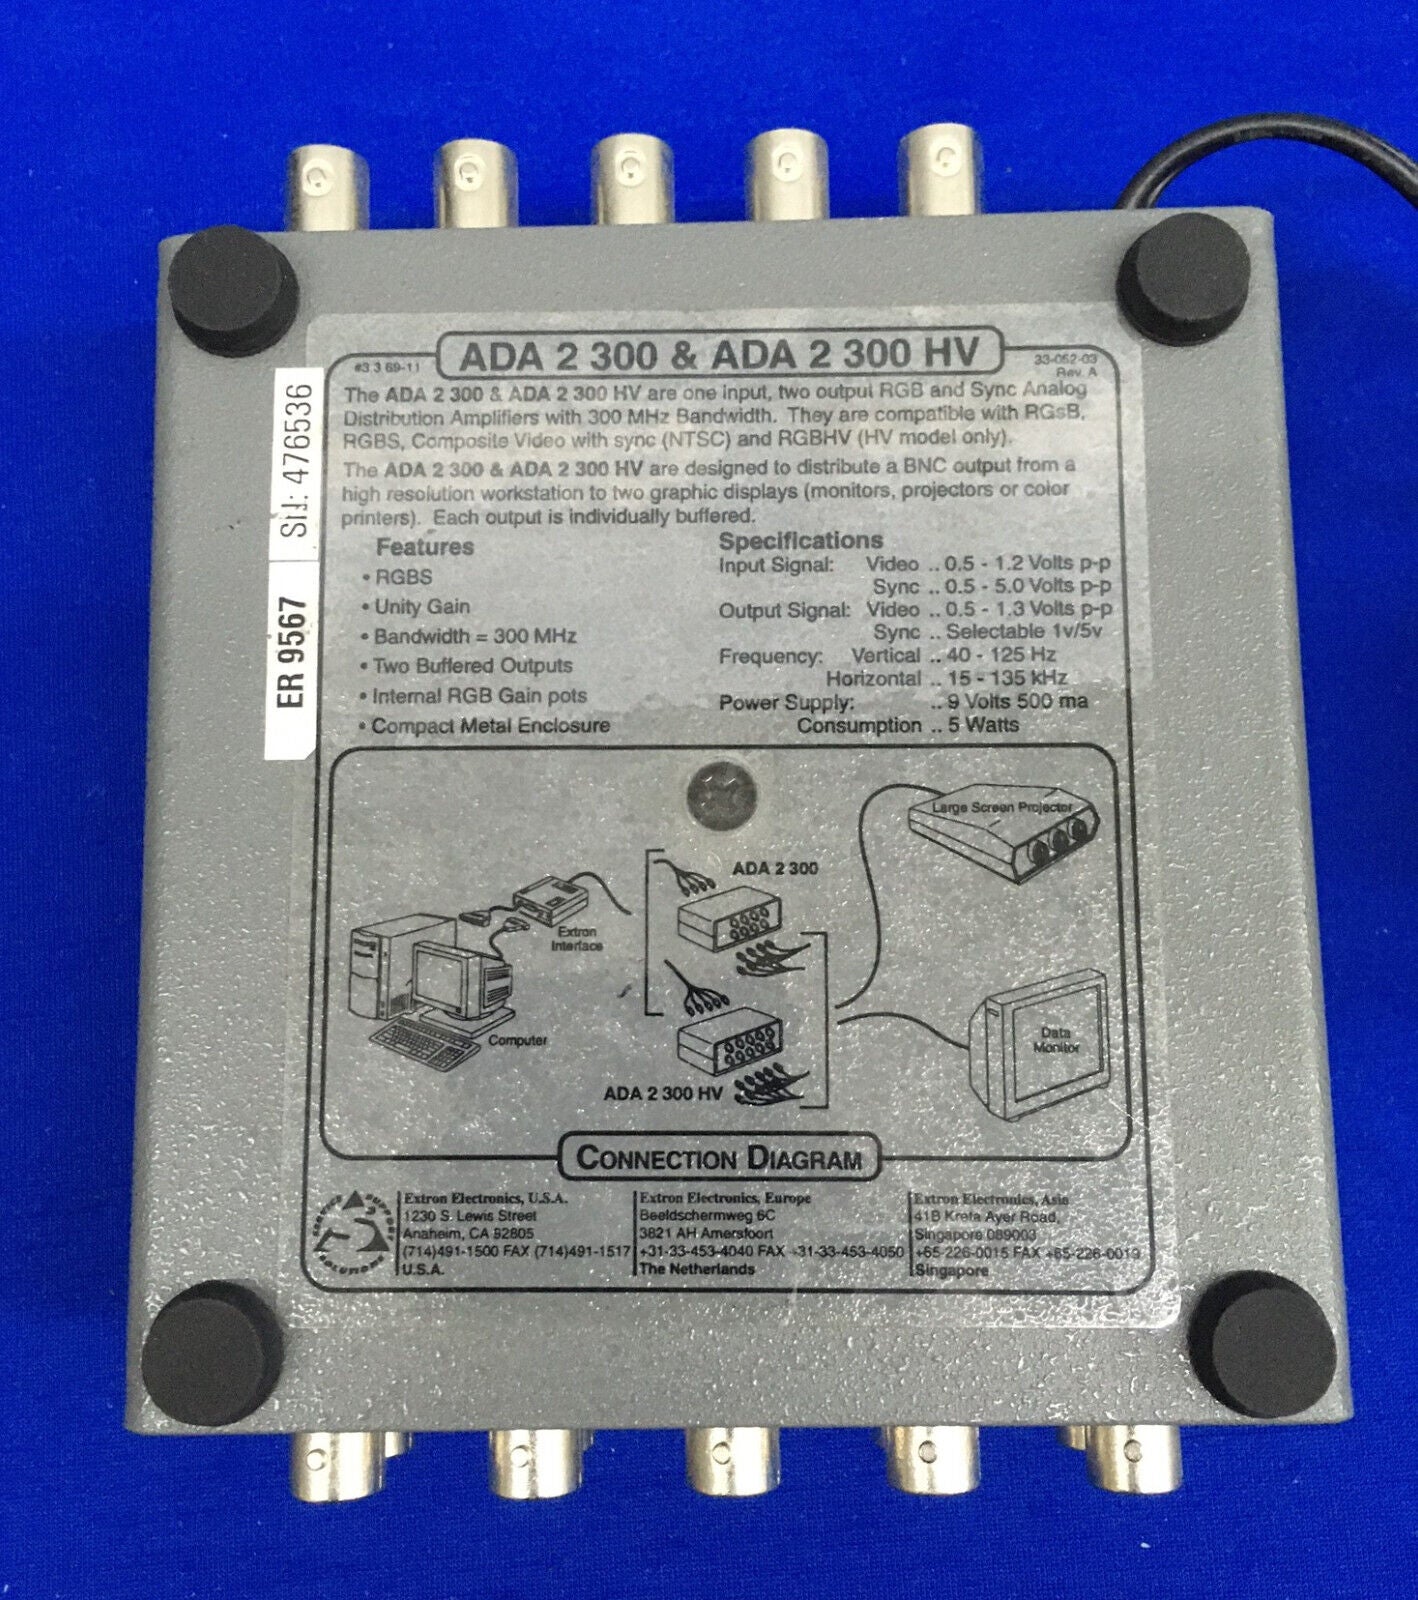 ADA 2 300 & ADA 2 300 HV
33-052-03
Rev. A
The ADA 2 300 & ADA 2 300 HV are one input, two output RGB and Sync Analog
Distribution Amplifiers with 300 MHz Bandwidth. They are compatible with RGsB,
RGBS, Composite Video with sync (NTSC) and RGBHV (HV model only).
The ADA 2 300 & ADA 2 300 HV are designed to distribute a BNC output from a
high resolution workstation to two graphic displays (monitors, projectors or color
printers). Each output is individually buffered.
Features
• RGBS
• Unity Gain
• Bandwidth = 300 MHz
• Two Buffered Outputs
• Internal RGB Gain pots
• Compact Metal Enclosure
Specifications
Input Signal: Video .. 0.5 - 1.2 Volts p-p
Sync .. 0.5 - 5.0 Volts p-p
Output Signal: Video .. 0.5 - 1.3 Volts p-p
Sync .. Selectable 1v/5v
Frequency: Vertical .. 40 - 125 Hz
Horizontal .. 15 - 135 kHz
Power Supply: .. 9 Volts 500 ma
Consumption .. 5 Watts
476536
ER 9567
Large Screen Projector
ADA 2 300
Extron
Interface
Computer
ADA 2 300 HV
Data
Monitor
CONNECTION DIAGRAM
SERVICE SUPPORT SOLUTIONS
Extron Electronics, U.S.A.
1230 S. Lewis Street
Anaheim, CA 92805
(714)491-1500 FAX (714)491-1517
U.S.A.
Extron Electronics, Europe
Beeldschermweg 6C
3821 AH Amersfoort
+31-33-453-4040 FAX +31-33-453-4050
The Netherlands
Extron Electronics, Asia
41B Kreta Ayer Road,
Singapore 089003
+65-226-0015 FAX +65-226-0019
Singapore